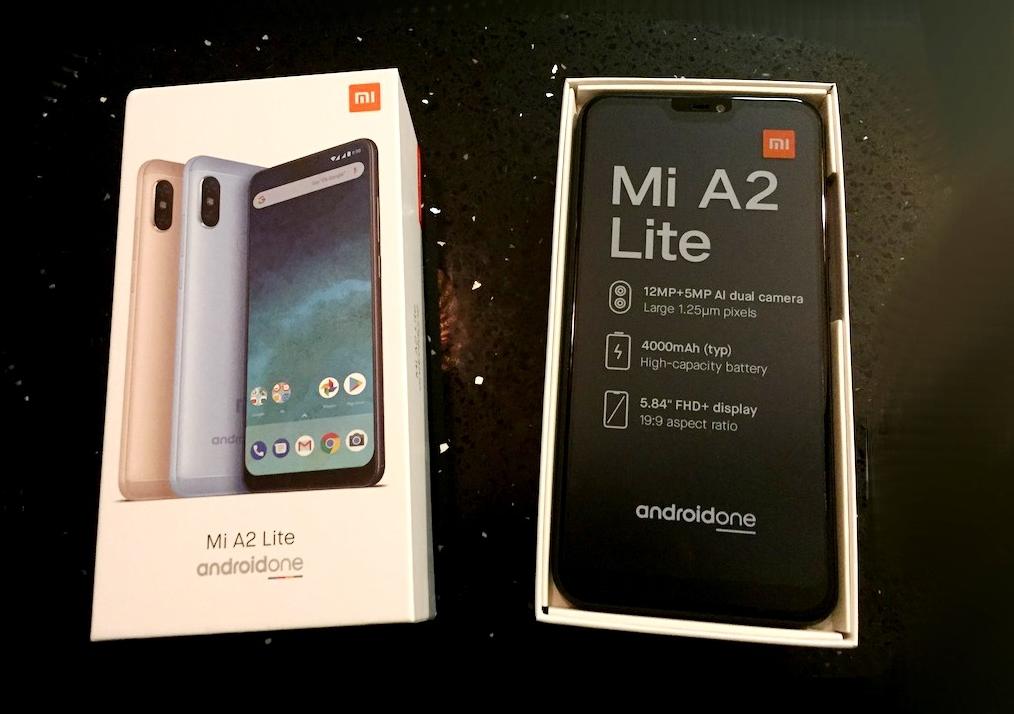 mi
Mi A2 Lite
androidone
mi
Mi A2
Lite
12MP+5MP AI dual camera
Large 1.25μm pixels
4000mAh (typ)
High-capacity battery
5.84" FHD+ display
19:9 aspect ratio
androidone